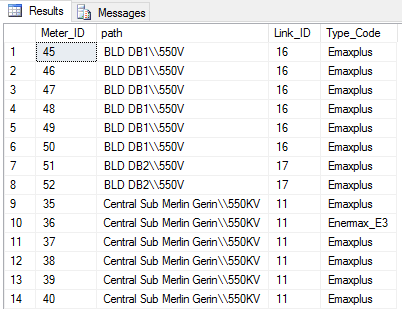 Results Messages
Meter_ID path Link_ID Type_Code
1 45 BLD DB1\\550V 16 Emaxplus
2 46 BLD DB1\\550V 16 Emaxplus
3 47 BLD DB1\\550V 16 Emaxplus
4 48 BLD DB1\\550V 16 Emaxplus
5 49 BLD DB1\\550V 16 Emaxplus
6 50 BLD DB1\\550V 16 Emaxplus
7 51 BLD DB2\\550V 17 Emaxplus
8 52 BLD DB2\\550V 17 Emaxplus
9 35 Central Sub Merlin Gerin\\550KV 11 Emaxplus
10 36 Central Sub Merlin Gerin\\550KV 11 Enermax_E3
11 37 Central Sub Merlin Gerin\\550KV 11 Emaxplus
12 38 Central Sub Merlin Gerin\\550KV 11 Emaxplus
13 39 Central Sub Merlin Gerin\\550KV 11 Emaxplus
14 40 Central Sub Merlin Gerin\\550KV 11 Emaxplus